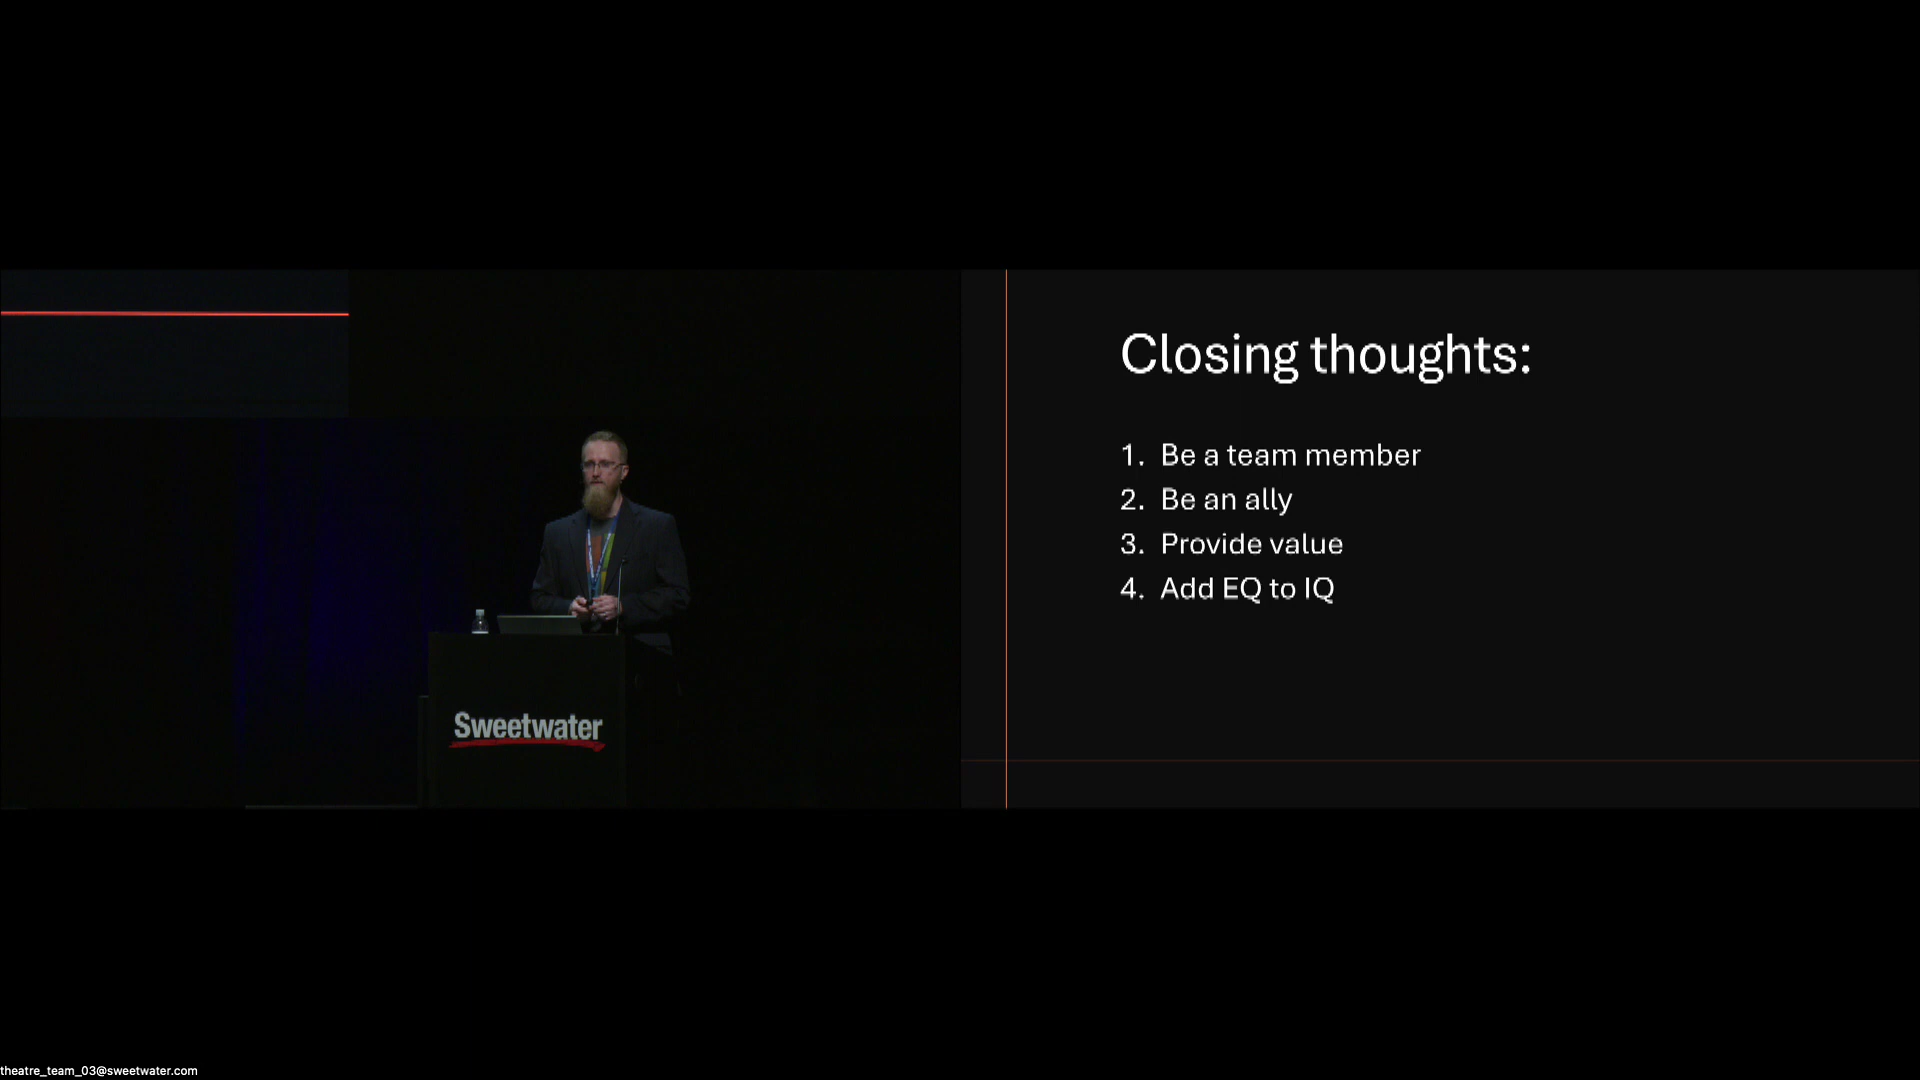 Closing thoughts:
1. Be a team member
2. Be an ally
3. Provide value
4. Add EQ to IQ
Sweetwater
theatre_team_03@sweetwater.com